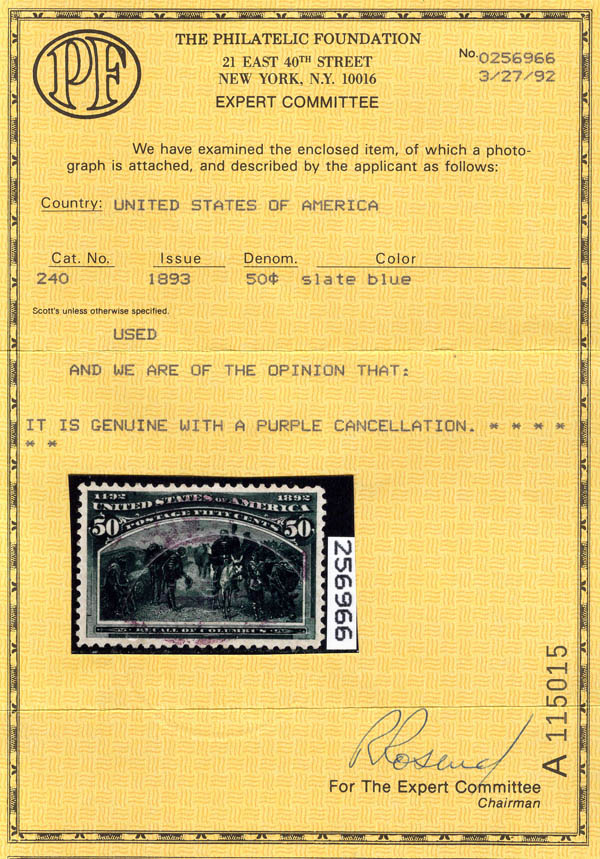 PF
THE PHILATELIC FOUNDATION
21 EAST 40TH STREET
NEW YORK, N.Y. 10016
EXPERT COMMITTEE
No. 0256966
3/27/92
We have examined the enclosed item, of which a photo-
graph is attached, and described by the applicant as follows:
Country: UNITED STATES OF AMERICA
Cat. No. Issue Denom. Color
240 1893 50¢ slate blue
Scott's unless otherwise specified.
USED
AND WE ARE OF THE OPINION THAT:
IT IS GENUINE WITH A PURPLE CANCELLATION. * * * *
* *
1492 1892
UNITED STATES OF AMERICA
50 POSTAGE FIFTY CENTS 50
RECALL OF COLUMBUS
256966
A 115015
For The Expert Committee
Chairman